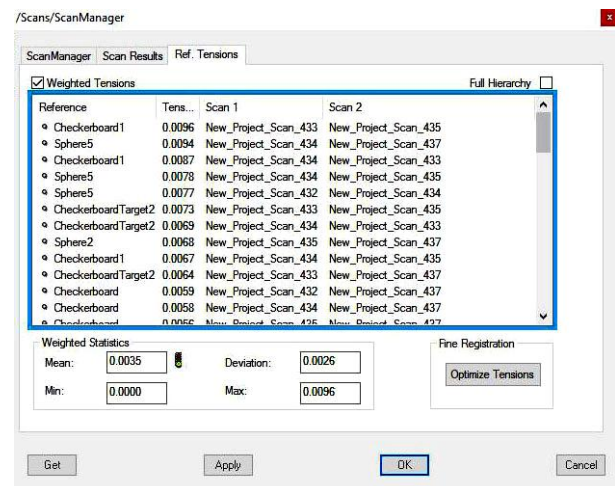 /Scans/ScanManager x
ScanManager Scan Results Ref. Tensions
Weighted Tensions Full Hierarchy
Reference Tens... Scan 1 Scan 2
Checkerboard1 0.0096 New_Project_Scan_433 New_Project_Scan_435
Sphere5 0.0094 New_Project_Scan_434 New_Project_Scan_437
Checkerboard1 0.0087 New_Project_Scan_434 New_Project_Scan_433
Sphere5 0.0078 New_Project_Scan_434 New_Project_Scan_435
Sphere5 0.0077 New_Project_Scan_432 New_Project_Scan_434
CheckerboardTarget2 0.0073 New_Project_Scan_433 New_Project_Scan_435
CheckerboardTarget2 0.0069 New_Project_Scan_434 New_Project_Scan_433
Sphere2 0.0068 New_Project_Scan_435 New_Project_Scan_437
Checkerboard1 0.0067 New_Project_Scan_434 New_Project_Scan_435
CheckerboardTarget2 0.0064 New_Project_Scan_433 New_Project_Scan_437
Checkerboard 0.0059 New_Project_Scan_432 New_Project_Scan_437
Checkerboard 0.0058 New_Project_Scan_434 New_Project_Scan_437
Checkerboard 0.0056 New_Project_Scan_435 New_Project_Scan_437
Weighted Statistics Fine Registration
Mean: 0.0035 Deviation: 0.0026 Optimize Tensions
Min: 0.0000 Max: 0.0096
Get Apply OK Cancel